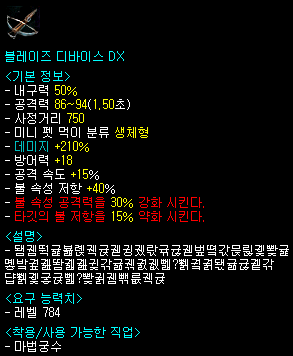 블레이즈 디바이스 DX
<기본 정보>
- 내구력 50%
- 공격력 86~94(1.50초)
- 사정거리 750
- 미니 펫 먹이 분류 생체형
- 데미지 +210%
- 방어력 +18
- 공격 속도 +15%
- 불 속성 저항 +40%
- 불 속성 공격력을 30% 강화 시킨다.
- 타깃의 불 저항을 15% 약화 시킨다.
<설명>
<요구 능력치>
- 레벨 784
<착용/사용 가능한 직업>
- 마법궁수